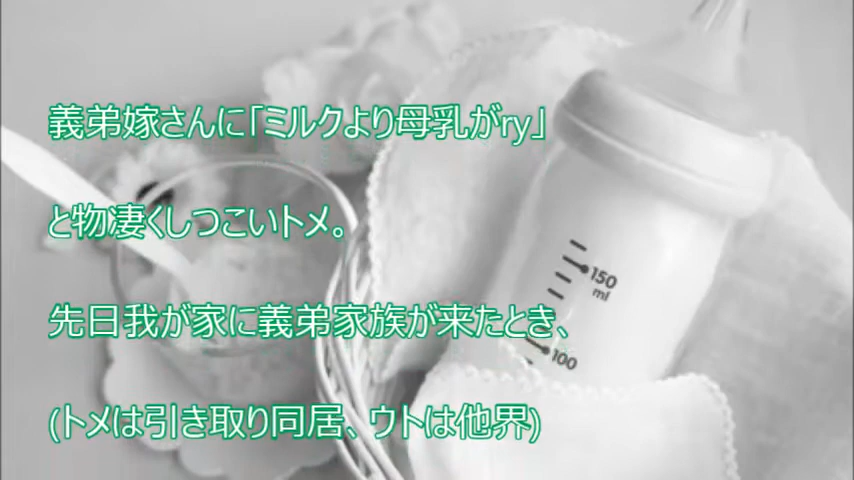 義弟嫁さんに「ミルクより母乳がry」
と物凄くしつこいトメ。
先日我が家に義弟家族が来たとき、
(トメは引き取り同居、ウトは他界)
150
ml
100